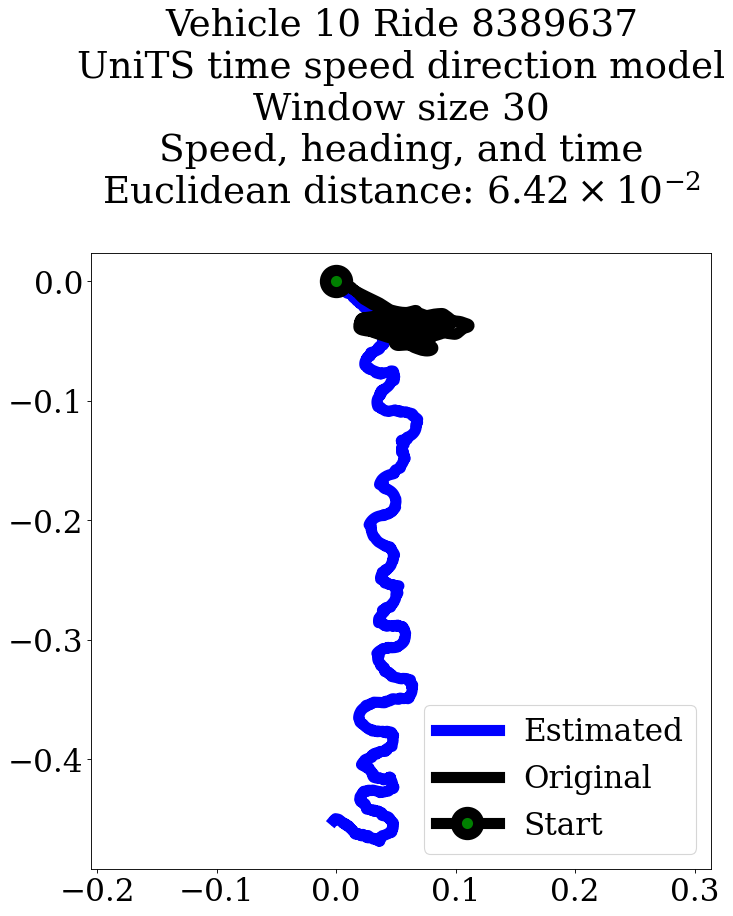 Vehicle 10 Ride 8389637
UniTS time speed direction model
Window size 30
Speed, heading, and time
Euclidean distance: 6.42 × 10⁻²
0.0
−0.1
−0.2
−0.3
−0.4
Estimated
Original
Start
−0.2 −0.1 0.0 0.1 0.2 0.3